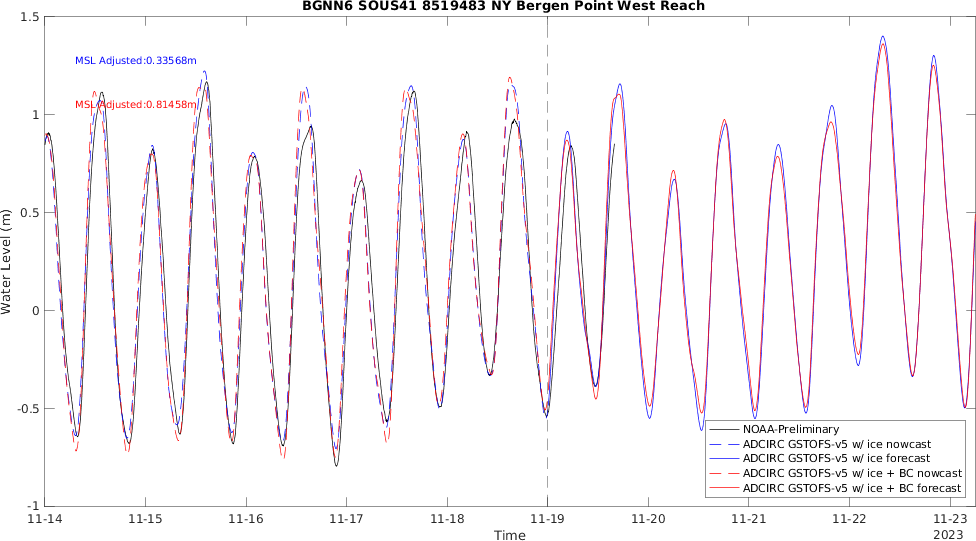 BGNN6 SOUS41 8519483 NY Bergen Point West Reach
1.5
MSL Adjusted:0.33568m
MSL Adjusted:0.81458m
1
0.5
0
-0.5
-1
Water Level (m)
NOAA-Preliminary
ADCIRC GSTOFS-v5 w/ ice nowcast
ADCIRC GSTOFS-v5 w/ ice forecast
ADCIRC GSTOFS-v5 w/ ice + BC nowcast
ADCIRC GSTOFS-v5 w/ ice + BC forecast
11-14 11-15 11-16 11-17 11-18 11-19 11-20 11-21 11-22 11-23
Time
2023